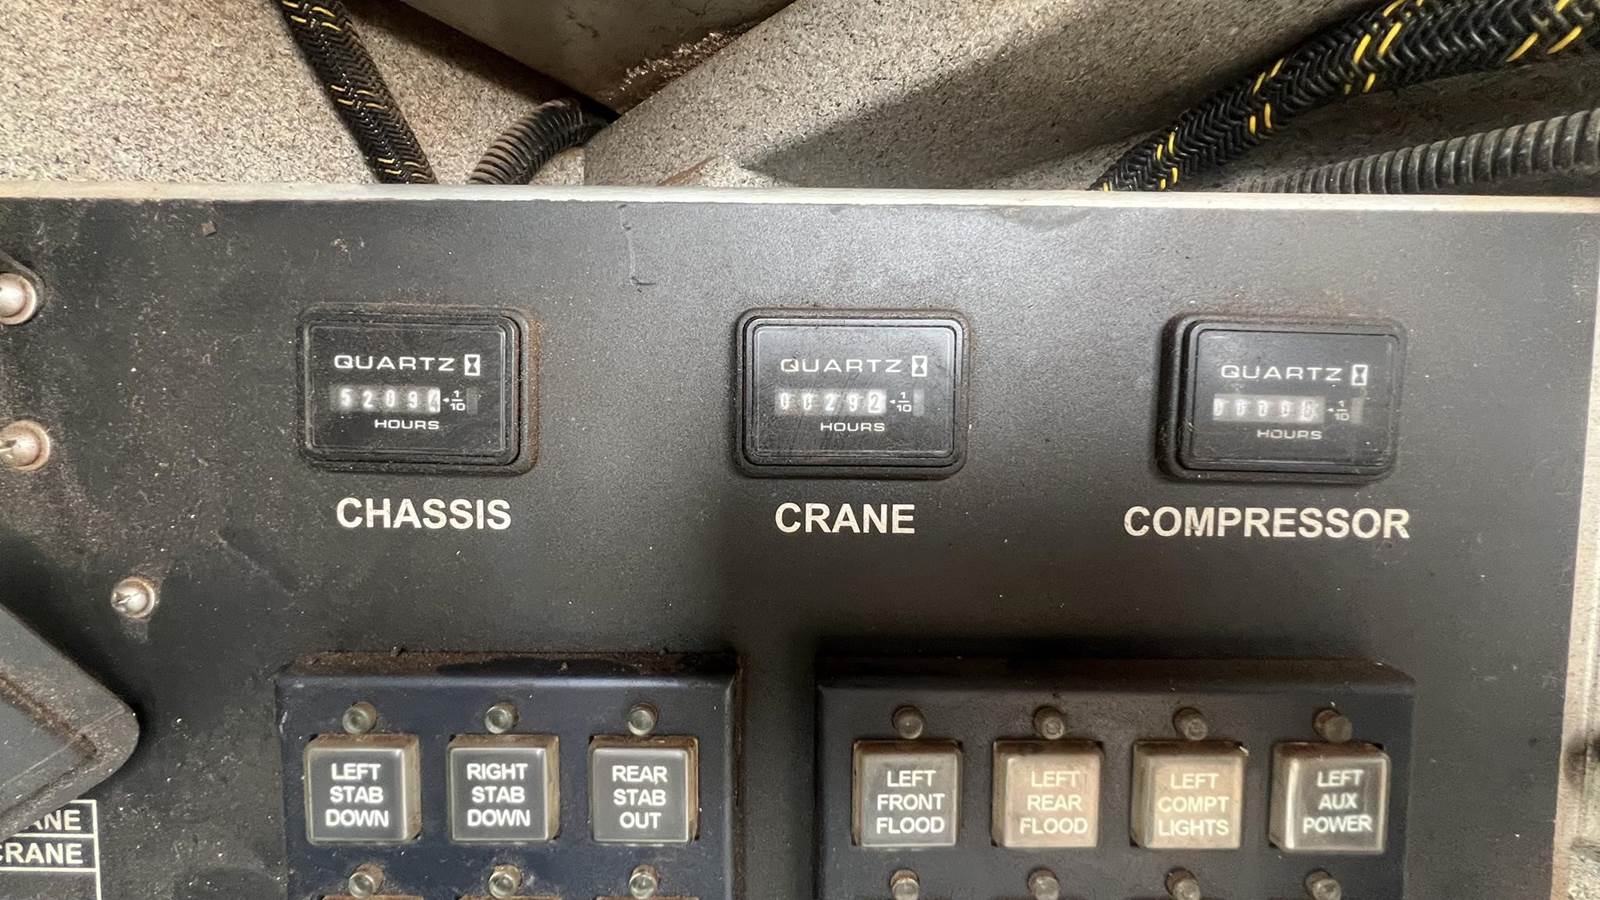 QUARTZ
52094 1/10
HOURS
CHASSIS
QUARTZ
00292 1/10
HOURS
CRANE
QUARTZ
1/10
HOURS
COMPRESSOR
LEFT
STAB
DOWN
RIGHT
STAB
DOWN
REAR
STAB
OUT
LEFT
FRONT
FLOOD
LEFT
REAR
FLOOD
LEFT
COMPT
LIGHTS
LEFT
AUX
POWER
CRANE